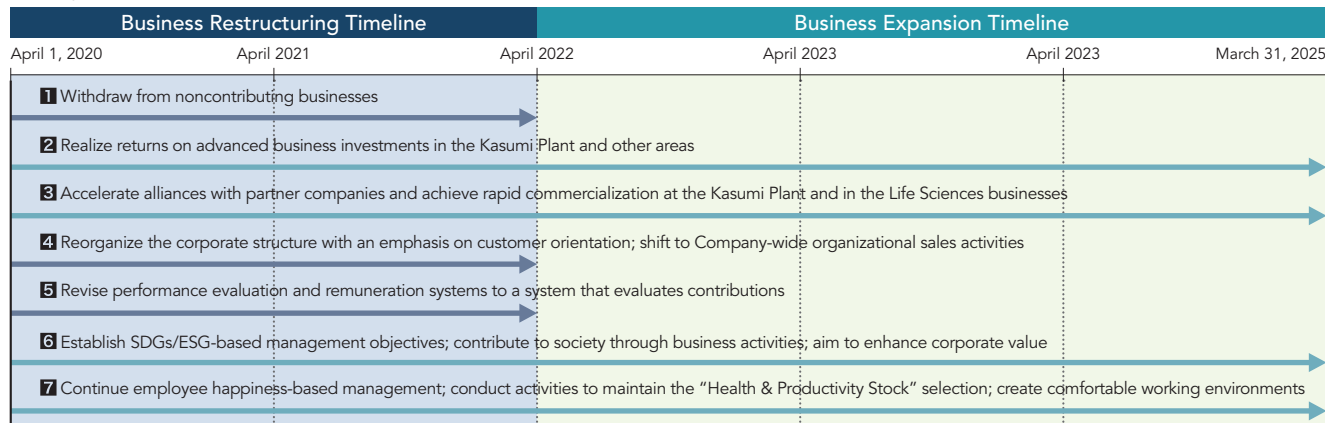 Business Restructuring Timeline Business Expansion Timeline
April 1, 2020 April 2021 April 2022 April 2023 April 2023 March 31, 2025
1 Withdraw from noncontributing businesses
2 Realize returns on advanced business investments in the Kasumi Plant and other areas
3 Accelerate alliances with partner companies and achieve rapid commercialization at the Kasumi Plant and in the Life Sciences businesses
4 Reorganize the corporate structure with an emphasis on customer orientation; shift to Company-wide organizational sales activities
5 Revise performance evaluation and remuneration systems to a system that evaluates contributions
6 Establish SDGs/ESG-based management objectives; contribute to society through business activities; aim to enhance corporate value
7 Continue employee happiness-based management; conduct activities to maintain the “Health & Productivity Stock” selection; create comfortable working environments